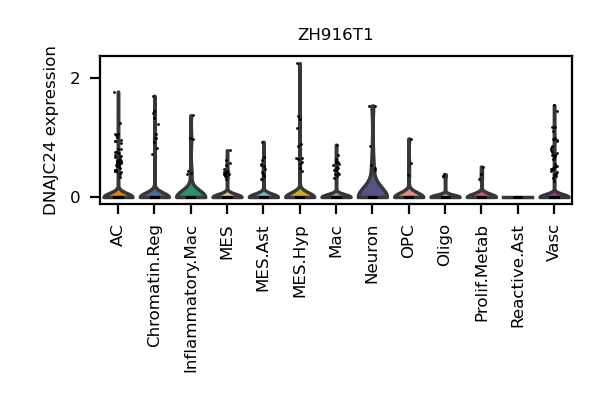 ZH916T1
DNAJC24 expression
2
0
AC
Chromatin.Reg
Inflammatory.Mac
MES
MES.Ast
MES.Hyp
Mac
Neuron
OPC
Oligo
Prolif.Metab
Reactive.Ast
Vasc